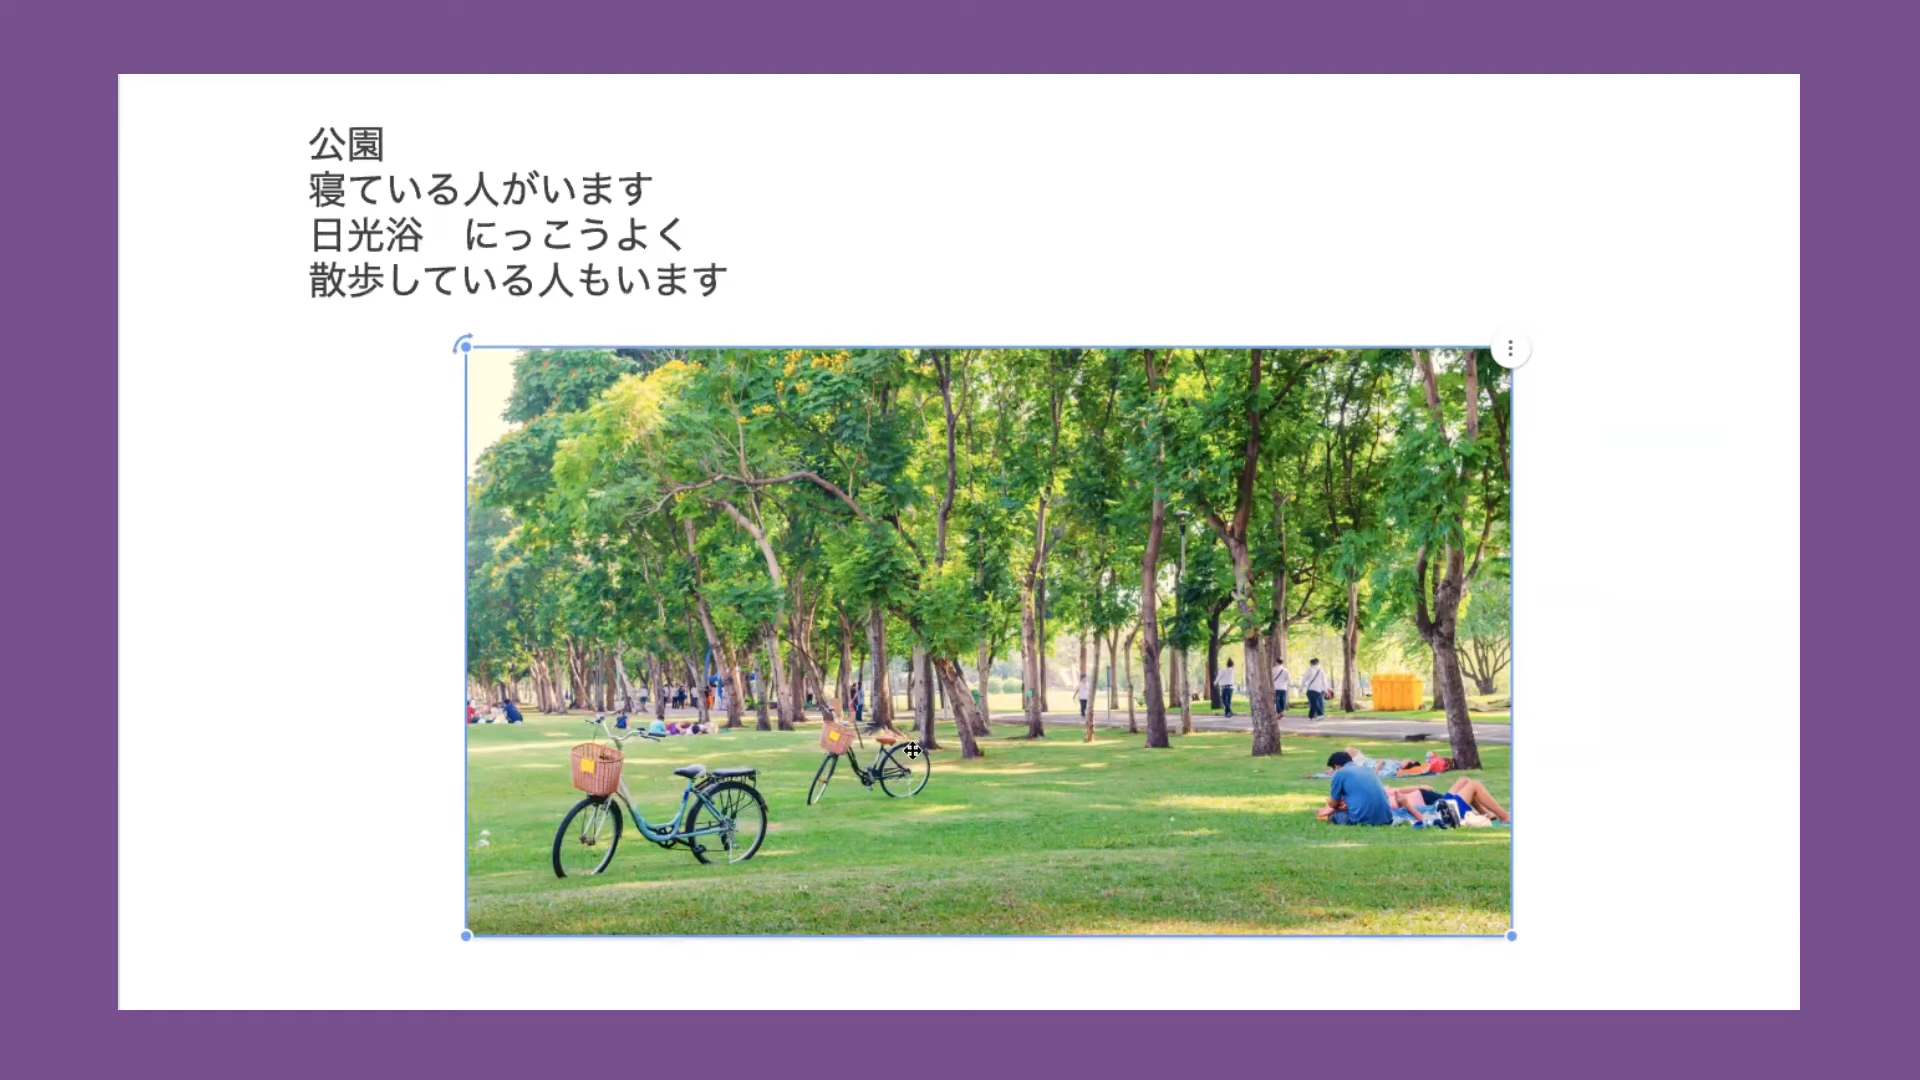 公園
寝ている人がいます
日光浴　にっこうよく
散歩している人もいます